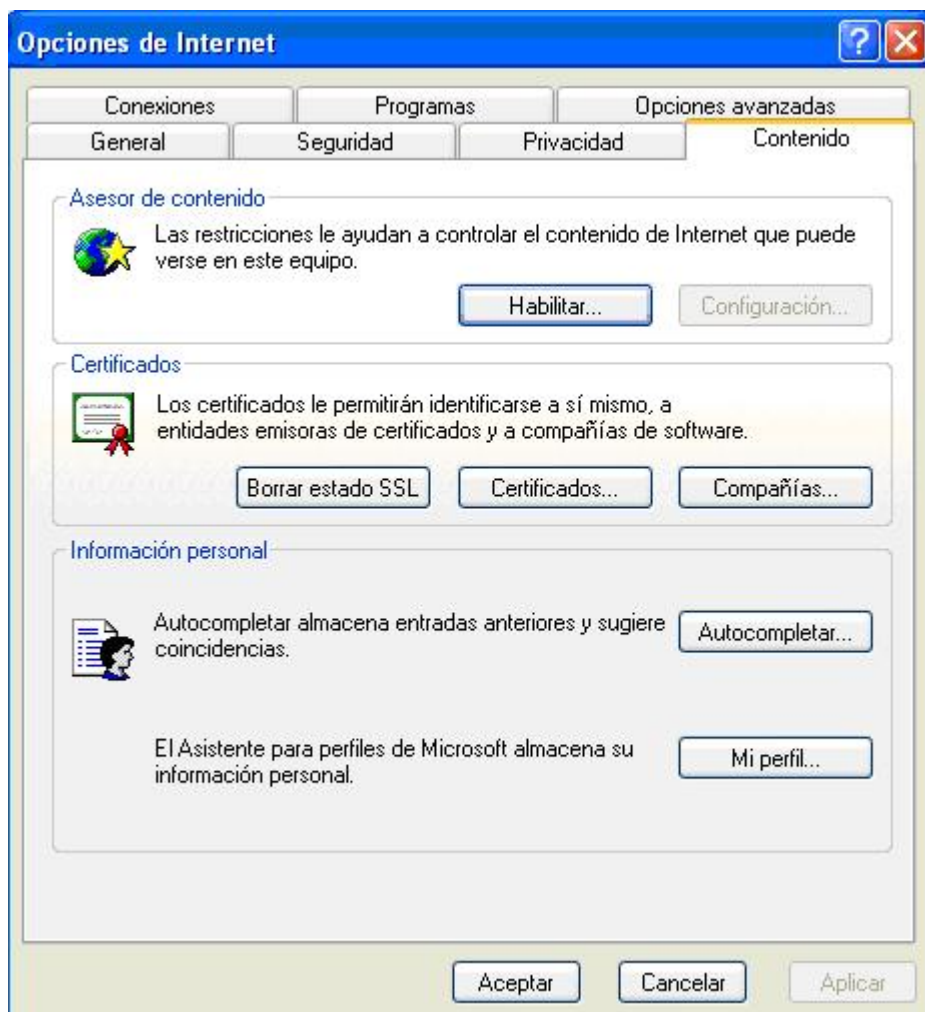 Opciones de Internet
Conexiones Programas Opciones avanzadas
General Seguridad Privacidad Contenido
Asesor de contenido
Las restricciones le ayudan a controlar el contenido de Internet que puede
verse en este equipo.
Habilitar... Configuración...
Certificados
Los certificados le permitirán identificarse a sí mismo, a
entidades emisoras de certificados y a compañías de software.
Borrar estado SSL Certificados... Compañías...
Información personal
Autocompletar almacena entradas anteriores y sugiere
coincidencias.
Autocompletar...
El Asistente para perfiles de Microsoft almacena su
información personal.
Mi perfil...
Aceptar Cancelar Aplicar